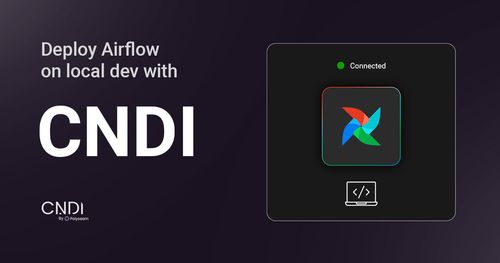 Deploy Airflow
on local dev with
CNDI
CNDI
By Polyseam
Connected
</>